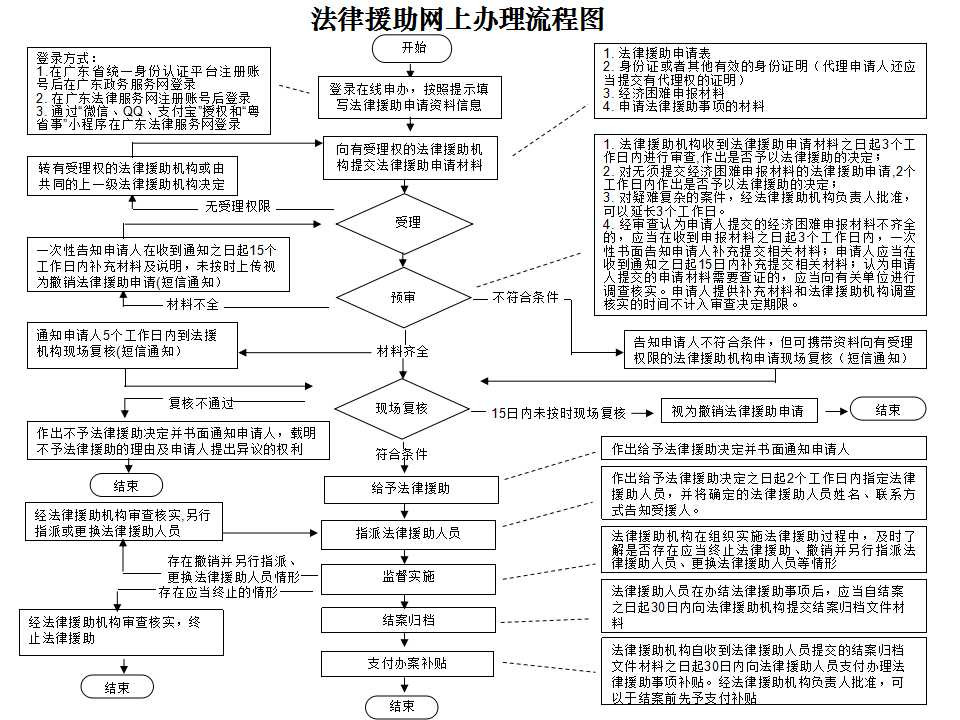 法律援助网上办理流程图
开始
登录方式：
1.在广东省统一身份认证平台注册账
号后在广东政务服务网登录
2. 在广东法律服务网注册账号后登录
3. 通过“微信、QQ、支付宝”授权和“粤
省事”小程序在广东法律服务网登录
登录在线申办，按照提示填
写法律援助申请资料信息
1. 法律援助申请表
2. 身份证或者其他有效的身份证明（代理申请人还应
当提交有代理权的证明）
3. 经济困难申报材料
4. 申请法律援助事项的材料
向有受理权的法律援助机
构提交法律援助申请材料
转有受理权的法律援助机构或由
共同的上一级法律援助机构决定
无受理权限
受理
1. 法律援助机构收到法律援助申请材料之日起3个工
作日内进行审查,作出是否予以法律援助的决定；
2. 对无须提交经济困难申报材料的法律援助申请,2个
工作日内作出是否予以法律援助的决定；
3. 对疑难复杂的案件，经法律援助机构负责人批准，
可以延长3个工作日。
4. 经审查认为申请人提交的经济困难申报材料不齐全
的，应当在收到申报材料之日起3个工作日内，一次
性书面告知申请人补充提交相关材料；申请人应当在
收到通知之日起15日内补充提交相关材料；认为申请
人提交的申请材料需要查证的，应当向有关单位进行
调查核实。申请人提供补充材料和法律援助机构调查
核实的时间不计入审查决定期限。
一次性告知申请人在收到通知之日起15个
工作日内补充材料及说明，未按时上传视
为撤销法律援助申请(短信通知）
材料不全
预审
不符合条件
通知申请人5个工作日内到法援
机构现场复核(短信通知）
材料齐全
告知申请人不符合条件，但可携带资料向有受理
权限的法律援助机构申请现场复核（短信通知）
复核不通过
现场复核
15日内未按时现场复核
视为撤销法律援助申请
结束
作出不予法律援助决定并书面通知申请人，载明
不予法律援助的理由及申请人提出异议的权利
结束
符合条件
给予法律援助
作出给予法律援助决定并书面通知申请人
经法律援助机构审查核实,另行
指派或更换法律援助人员
指派法律援助人员
作出给予法律援助决定之日起2个工作日内指定法律
援助人员，并将确定的法律援助人员姓名、联系方
式告知受援人。
存在撤销并另行指派、
更换法律援助人员情形
存在应当终止的情形
监督实施
法律援助机构在组织实施法律援助过程中，及时了
解是否存在应当终止法律援助、撤销并另行指派法
律援助人员、更换法律援助人员等情形
经法律援助机构审查核实，终
止法律援助
结束
结案归档
法律援助人员在办结法律援助事项后，应当自结案
之日起30日内向法律援助机构提交结案归档文件材
料
支付办案补贴
法律援助机构自收到法律援助人员提交的结案归档
文件材料之日起30日内向法律援助人员支付办理法
律援助事项补贴。经法律援助机构负责人批准，可
以于结案前先予支付补贴
结束